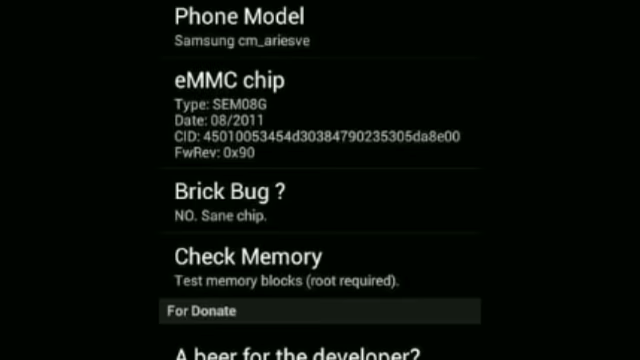 Phone Model
Samsung cm_ariesve
eMMC chip
Type: SEM08G
Date: 08/2011
CID: 45010053454d30384790235305da8e00
FwRev: 0x90
Brick Bug ?
NO. Sane chip.
Check Memory
Test memory blocks (root required).
For Donate
A beer for the developer?